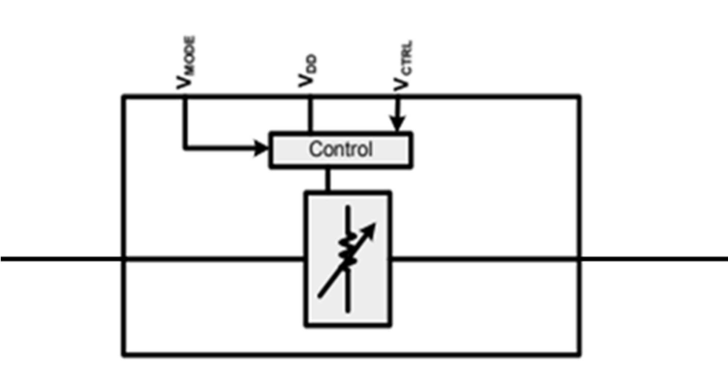 VMODE
VDD
VCTRL
Control